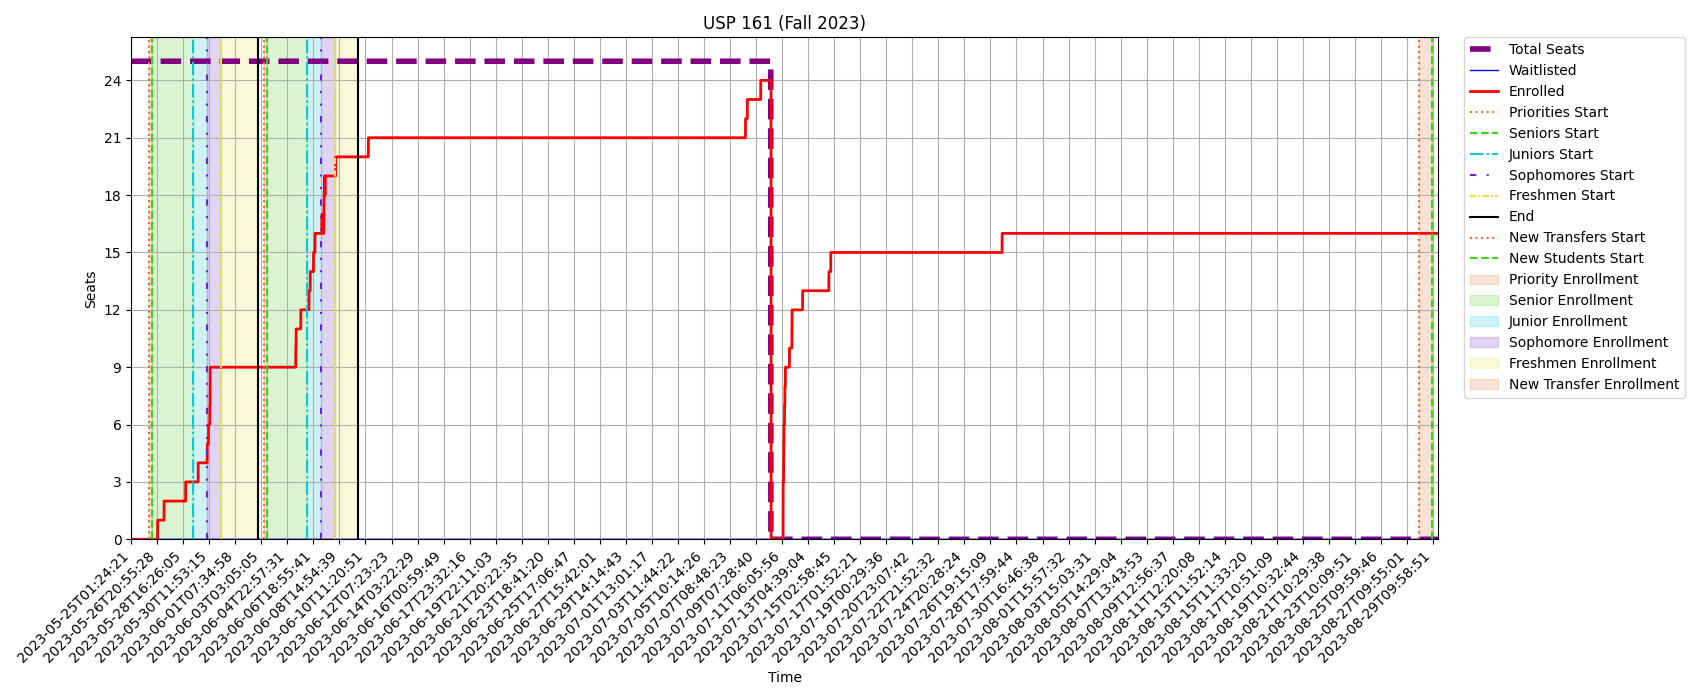 USP 161 (Fall 2023)
Seats
24
21
18
15
12
9
6
3
0
2023-05-25T01:24:21
2023-05-26T20:55:28
2023-05-28T16:26:05
2023-05-30T11:53:15
2023-06-01T07:34:58
2023-06-03T03:05:05
2023-06-04T22:57:31
2023-06-06T18:55:41
2023-06-08T14:54:39
2023-06-10T11:20:51
2023-06-12T07:23:23
2023-06-14T03:22:29
2023-06-16T00:59:49
2023-06-17T23:32:16
2023-06-19T22:11:03
2023-06-21T20:22:35
2023-06-23T18:41:20
2023-06-25T17:06:47
2023-06-27T15:42:01
2023-06-29T14:14:43
2023-07-01T13:01:17
2023-07-03T11:44:22
2023-07-05T10:14:26
2023-07-07T08:48:23
2023-07-09T07:28:40
2023-07-11T06:05:56
2023-07-13T04:39:04
2023-07-15T02:58:45
2023-07-17T01:52:21
2023-07-19T00:29:36
2023-07-20T23:07:42
2023-07-22T21:52:32
2023-07-24T20:28:24
2023-07-26T19:15:09
2023-07-28T17:59:44
2023-07-30T16:46:38
2023-08-01T15:57:32
2023-08-03T15:03:31
2023-08-05T14:29:04
2023-08-07T13:43:53
2023-08-09T12:56:37
2023-08-11T12:20:08
2023-08-13T11:52:14
2023-08-15T11:33:20
2023-08-17T10:51:09
2023-08-19T10:32:44
2023-08-21T10:29:38
2023-08-23T10:09:51
2023-08-25T09:59:46
2023-08-27T09:55:01
2023-08-29T09:58:51
Time
Total Seats
Waitlisted
Enrolled
Priorities Start
Seniors Start
Juniors Start
Sophomores Start
Freshmen Start
End
New Transfers Start
New Students Start
Priority Enrollment
Senior Enrollment
Junior Enrollment
Sophomore Enrollment
Freshmen Enrollment
New Transfer Enrollment